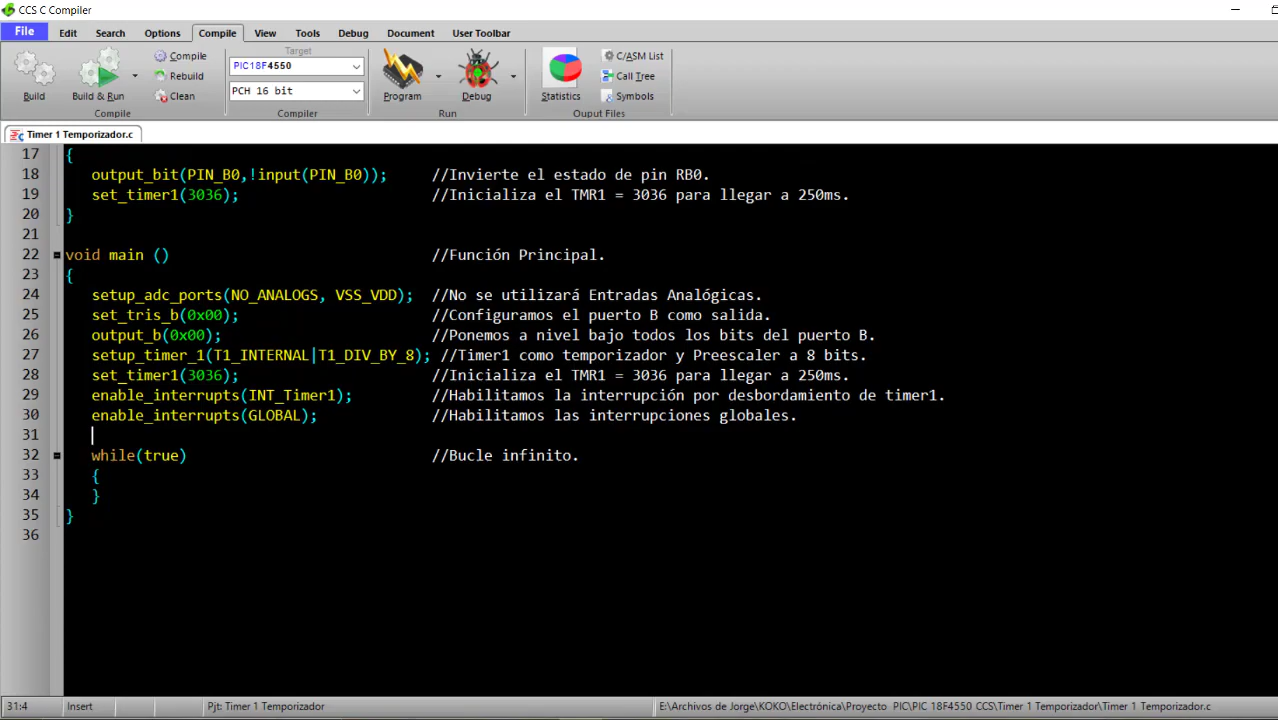 CCS C Compiler
File Edit Search Options Compile View Tools Debug Document User Toolbar
Build
Build & Run
Compile
Rebuild
Clean
Compile
Target
PIC18F4550
PCH 16 bit
Compiler
Program
Debug
Run
Statistics
C/ASM List
Call Tree
Symbols
Ouput Files
Timer 1 Temporizador.c
17 {
18 output_bit(PIN_B0,!input(PIN_B0)); //Invierte el estado de pin RB0.
19 set_timer1(3036); //Inicializa el TMR1 = 3036 para llegar a 250ms.
20 }
21
22 void main () //Función Principal.
23 {
24 setup_adc_ports(NO_ANALOGS, VSS_VDD); //No se utilizará Entradas Analógicas.
25 set_tris_b(0x00); //Configuramos el puerto B como salida.
26 output_b(0x00); //Ponemos a nivel bajo todos los bits del puerto B.
27 setup_timer_1(T1_INTERNAL|T1_DIV_BY_8); //Timer1 como temporizador y Preescaler a 8 bits.
28 set_timer1(3036); //Inicializa el TMR1 = 3036 para llegar a 250ms.
29 enable_interrupts(INT_Timer1); //Habilitamos la interrupción por desbordamiento de timer1.
30 enable_interrupts(GLOBAL); //Habilitamos las interrupciones globales.
31
32 while(true) //Bucle infinito.
33 {
34 }
35 }
36
31:4 Insert Pjt: Timer 1 Temporizador E:\Archivos de Jorge\KOKO\Electrónica\Proyecto PIC\PIC 18F4550 CCS\Timer 1 Temporizador\Timer 1 Temporizador.c